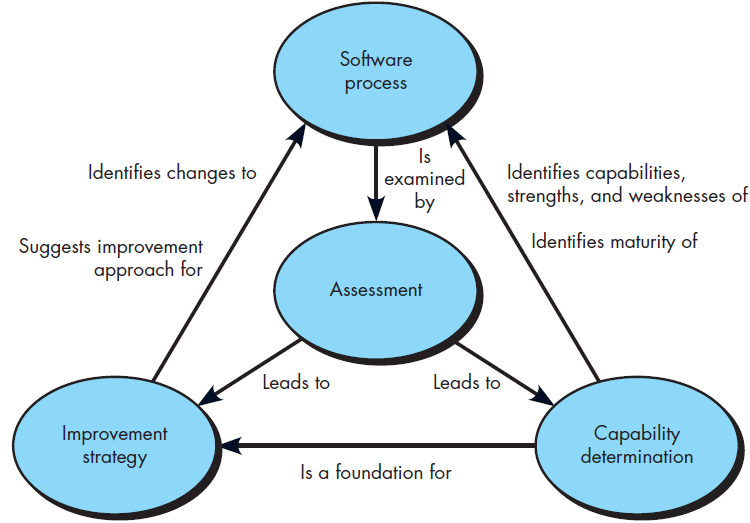 Software
process
Is
examined
by
Identifies changes to
Identifies capabilities,
strengths, and weaknesses of
Suggests improvement
approach for
Identifies maturity of
Assessment
Leads to
Leads to
Improvement
strategy
Capability
determination
Is a foundation for